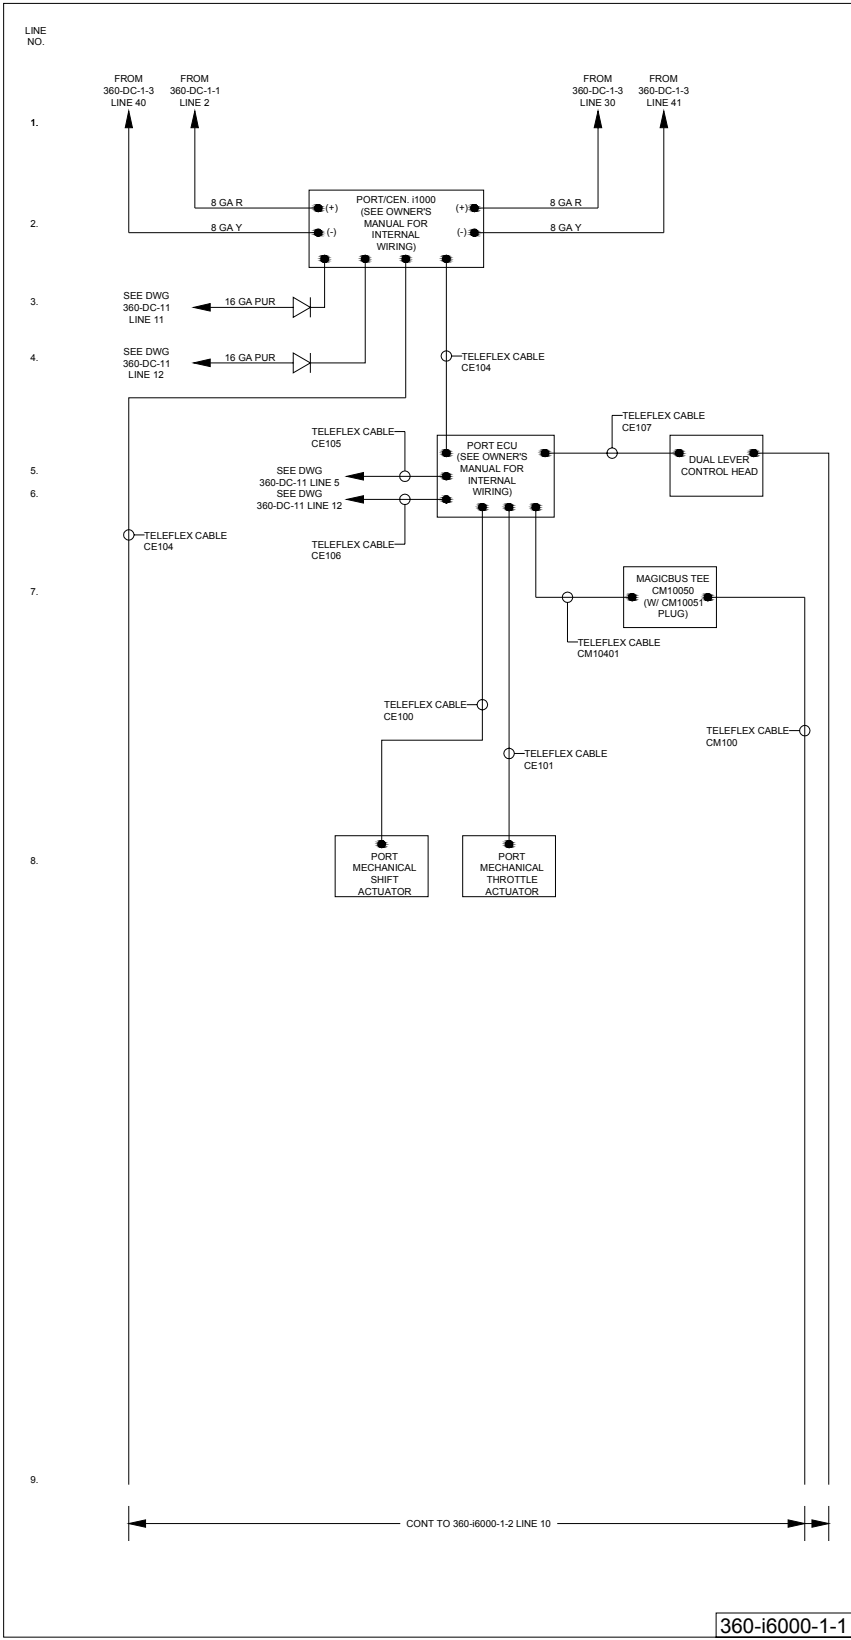 LINE
NO.
FROM
360-DC-1-3
LINE 40
FROM
360-DC-1-1
LINE 2
FROM
360-DC-1-3
LINE 30
FROM
360-DC-1-3
LINE 41
1.
8 GA R
(+)
PORT/CEN. i1000
(SEE OWNER'S
MANUAL FOR
INTERNAL
WIRING)
(+)
8 GA R
2.
8 GA Y
(-)
(-)
8 GA Y
3.
SEE DWG
360-DC-11
LINE 11
16 GA PUR
4.
SEE DWG
360-DC-11
LINE 12
16 GA PUR
TELEFLEX CABLE
CE104
TELEFLEX CABLE
CE105
PORT ECU
(SEE OWNER'S
MANUAL FOR
INTERNAL
WIRING)
TELEFLEX CABLE
CE107
DUAL LEVER
CONTROL HEAD
5.
SEE DWG
360-DC-11 LINE 5
6.
SEE DWG
360-DC-11 LINE 12
TELEFLEX CABLE
CE104
TELEFLEX CABLE
CE106
7.
MAGICBUS TEE
CM10050
(W/ CM10051
PLUG)
TELEFLEX CABLE
CM10401
TELEFLEX CABLE
CE100
TELEFLEX CABLE
CM100
TELEFLEX CABLE
CE101
8.
PORT
MECHANICAL
SHIFT
ACTUATOR
PORT
MECHANICAL
THROTTLE
ACTUATOR
9.
CONT TO 360-i6000-1-2 LINE 10
360-i6000-1-1